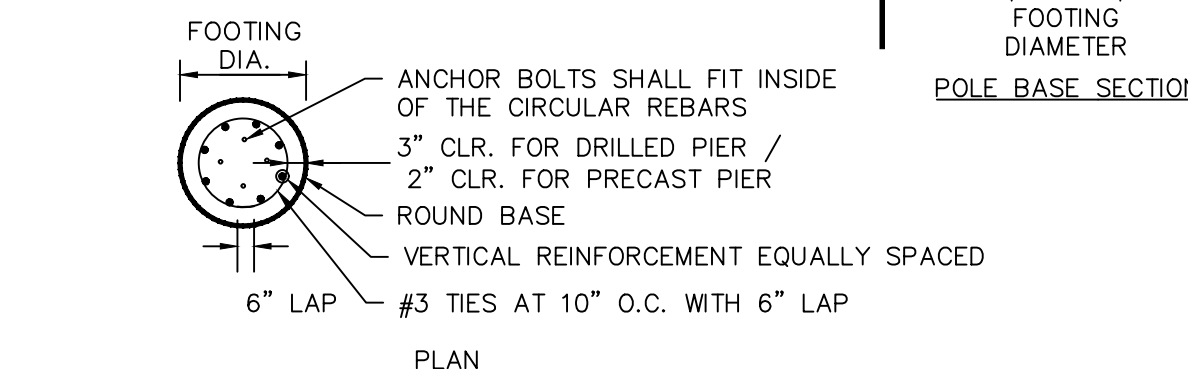 FOOTING
DIA.
ANCHOR BOLTS SHALL FIT INSIDE
OF THE CIRCULAR REBARS
3" CLR. FOR DRILLED PIER /
2" CLR. FOR PRECAST PIER
ROUND BASE
VERTICAL REINFORCEMENT EQUALLY SPACED
6" LAP
#3 TIES AT 10" O.C. WITH 6" LAP
PLAN
FOOTING
DIAMETER
POLE BASE SECTION